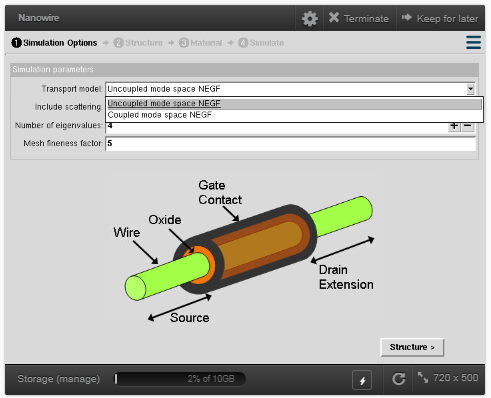 Nanowire
Terminate
Keep for later
1 Simulation Options → 2 Structure → 3 Material → 4 Simulate
Simulation parameters
Transport model: Uncoupled mode space NEGF
Uncoupled mode space NEGF
Include scattering:
Coupled mode space NEGF
Number of eigenvalues: 4
Mesh fineness factor: 5
Gate
Contact
Oxide
Wire
Drain
Extension
Source
Structure >
Storage (manage) 2% of 10GB 720 x 500